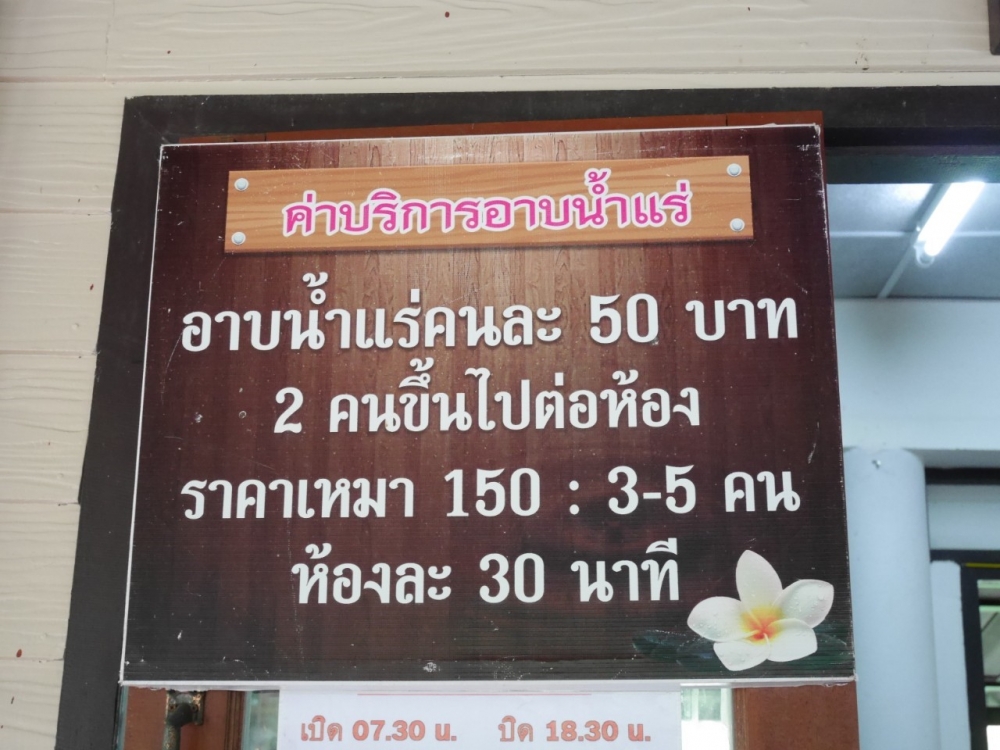 ค่าบริการอาบน้ำแร่
อาบน้ำแร่คนละ 50 บาท
2 คนขึ้นไปต่อห้อง
ราคาเหมา 150 : 3-5 คน
ห้องละ 30 นาที
เปิด 07.30 น. ปิด 18.30 น.